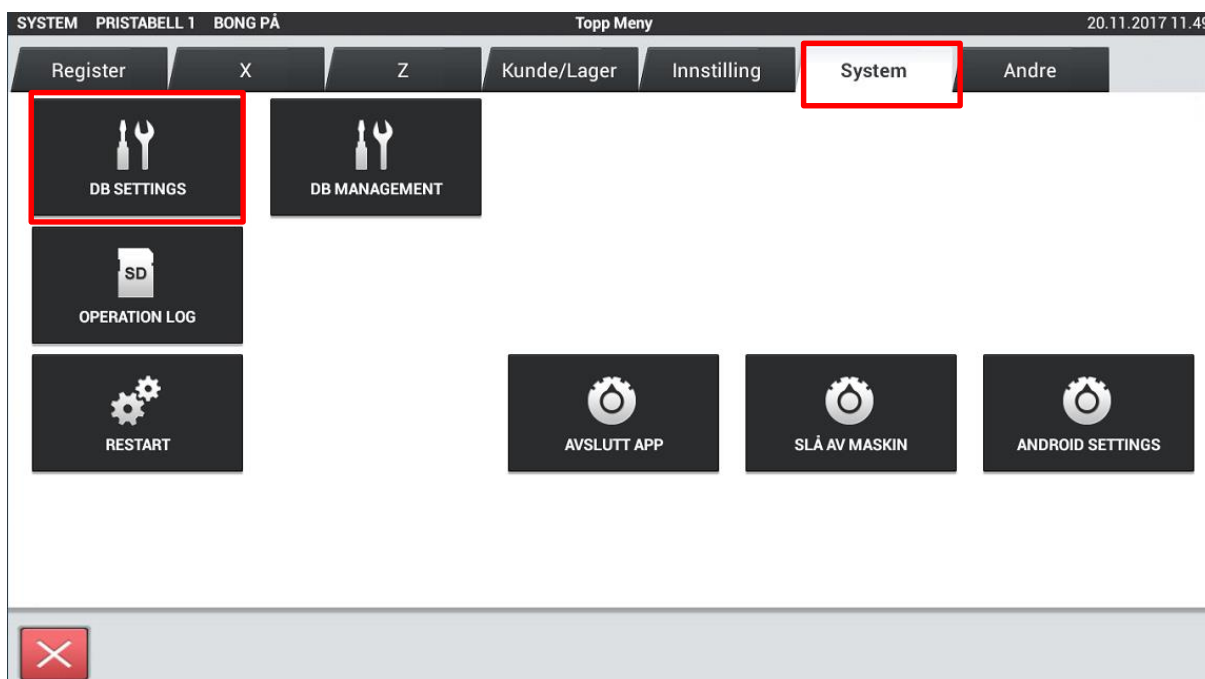 SYSTEM PRISTABELL 1 BONG PÅ Topp Meny 20.11.2017 11.49
Register X Z Kunde/Lager Innstilling System Andre
DB SETTINGS DB MANAGEMENT
SD
OPERATION LOG
RESTART AVSLUTT APP SLÅ AV MASKIN ANDROID SETTINGS